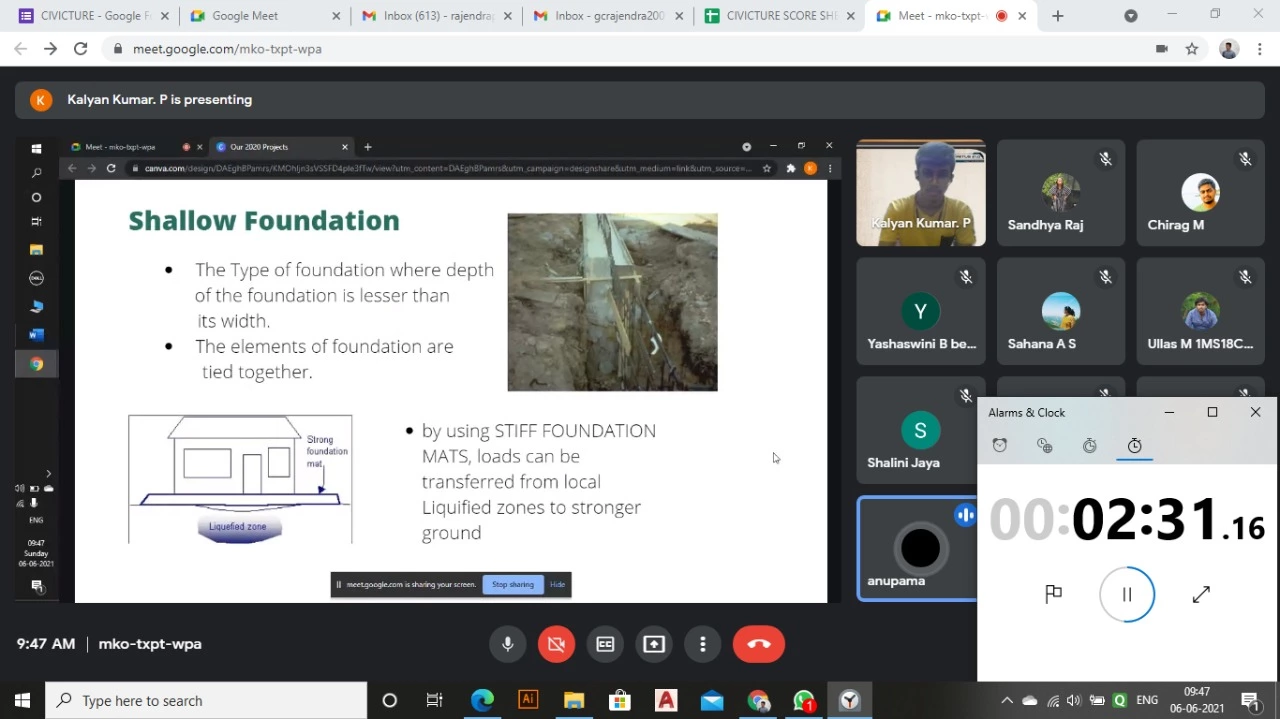 CIVICTURE - Google F
Google Meet
Inbox (613) - rajendrap
Inbox - gcrajendra200
CIVICTURE SCORE SHE
Meet - mko-txpt-w
meet.google.com/mko-txpt-wpa
K
Kalyan Kumar. P is presenting
Meet - mko-txpt-wpa
Our 2020 Projects
canva.com/design/DAEghBPamrs/KMOhIjn3sVSSFD4pte3fTw/view?utm_content=DAEghBPamrs&utm_campaign=designshare&utm_medium=link&utm_source=...
K
Shallow Foundation
The Type of foundation where depth
of the foundation is lesser than
its width.
The elements of foundation are
tied together.
Strong
foundation
mat
Liquefied zone
by using STIFF FOUNDATION
MATS, loads can be
transferred from local
Liquified zones to stronger
ground
ENG
09:47
Sunday
06-06-2021
meet.google.com is sharing your screen.
Stop sharing
Hide
Kalyan Kumar. P
Sandhya Raj
Chirag M
Y
Yashaswini B be...
Sahana A S
Ullas M 1MS18C...
S
Shalini Jaya
anupama
Alarms & Clock
00:02:31.16
9:47 AM
mko-txpt-wpa
Type here to search
Ai
A
1
Q
ENG
09:47
06-06-2021
1